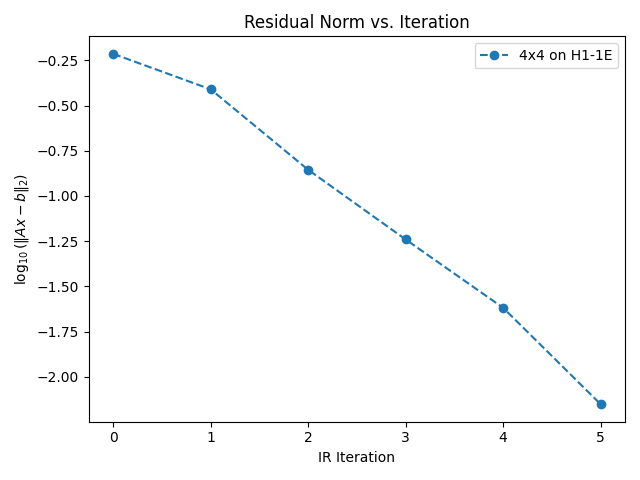 Residual Norm vs. Iteration
4x4 on H1-1E
log₁₀(‖Ax − b‖₂)
−0.25
−0.50
−0.75
−1.00
−1.25
−1.50
−1.75
−2.00
0 1 2 3 4 5
IR Iteration